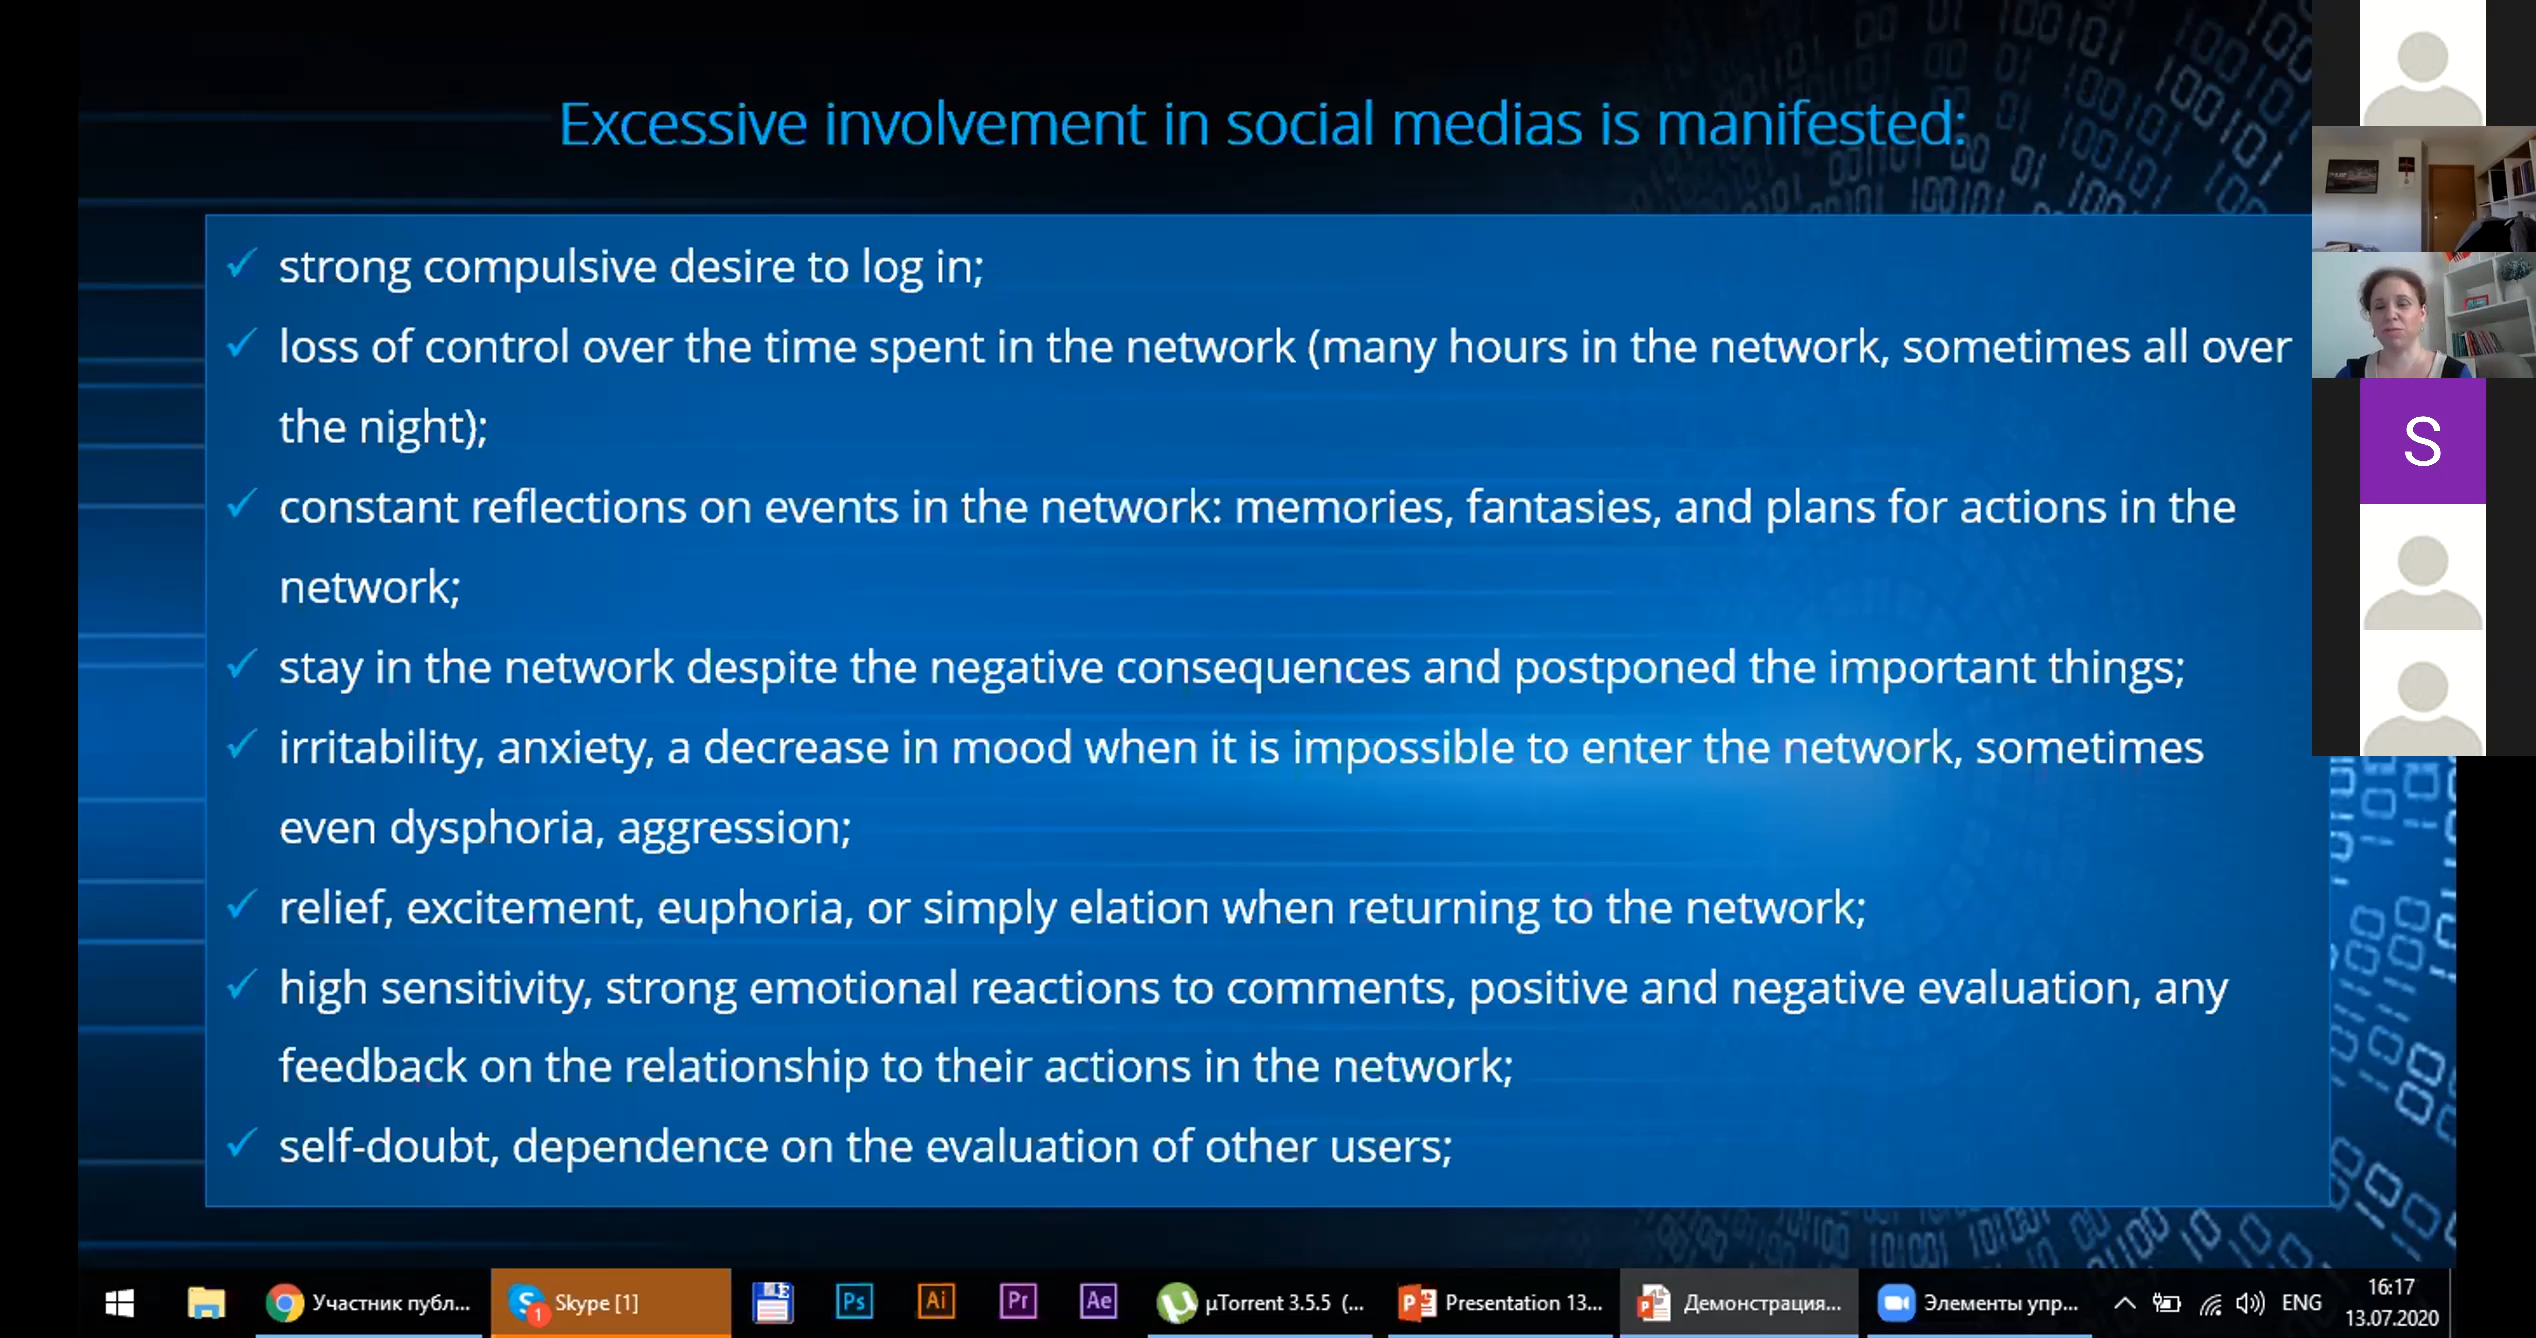 Excessive involvement in social medias is manifested:
✓ strong compulsive desire to log in;
✓ loss of control over the time spent in the network (many hours in the network, sometimes all over
the night);
✓ constant reflections on events in the network: memories, fantasies, and plans for actions in the
network;
✓ stay in the network despite the negative consequences and postponed the important things;
✓ irritability, anxiety, a decrease in mood when it is impossible to enter the network, sometimes
even dysphoria, aggression;
✓ relief, excitement, euphoria, or simply elation when returning to the network;
✓ high sensitivity, strong emotional reactions to comments, positive and negative evaluation, any
feedback on the relationship to their actions in the network;
✓ self-doubt, dependence on the evaluation of other users;
S
Участник публ... 1 Skype [1] Ps Ai Pr Ae µTorrent 3.5.5 (... Presentation 13... Демонстрация... Элементы упр... ENG
16:17
13.07.2020